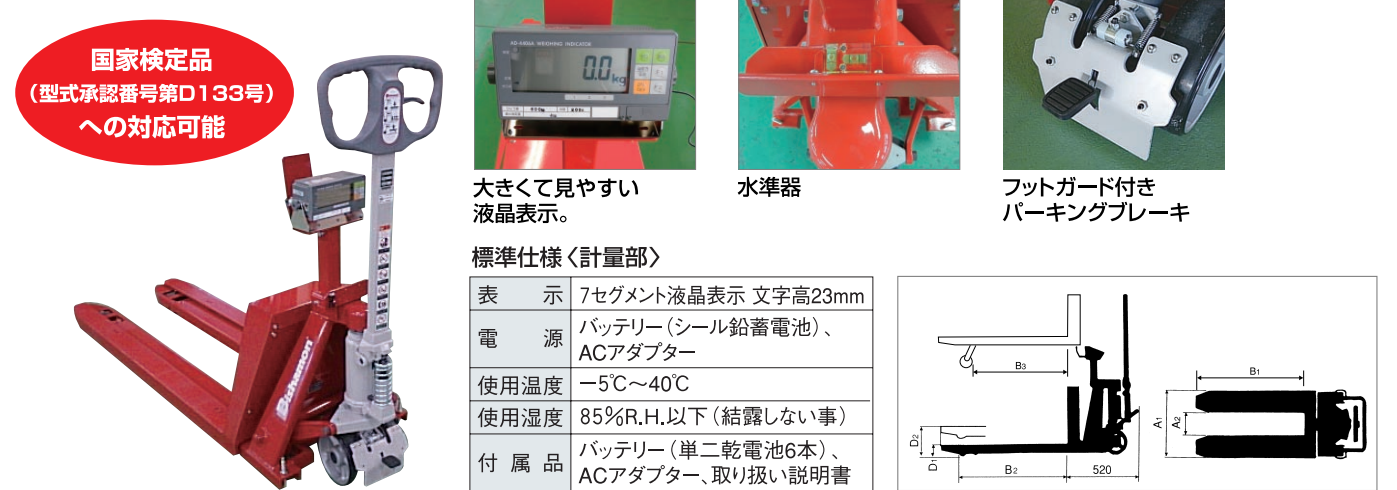 国家検定品
（型式承認番号第D133号）
への対応可能
Bishamon
AD-4406A WEIGHING INDICATOR
0.0kg
大きくて見やすい
液晶表示。
水準器
フットガード付き
パーキングブレーキ
標準仕様〈計量部〉
表示 7セグメント液晶表示 文字高23mm
電源 バッテリー（シール鉛蓄電池）、
ACアダプター
使用温度 －5℃～40℃
使用湿度 85%R.H.以下（結露しない事）
付属品 バッテリー（単二乾電池6本）、
ACアダプター、取り扱い説明書
B3
D2
D1
B2
520
B1
A1
A2